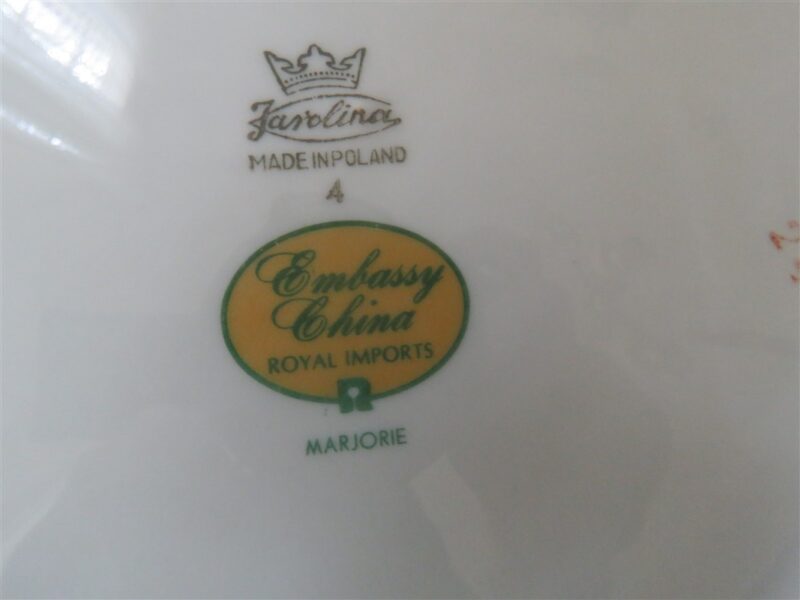 Karolina
MADE IN POLAND
4
Embassy
China
ROYAL IMPORTS
R
MARJORIE